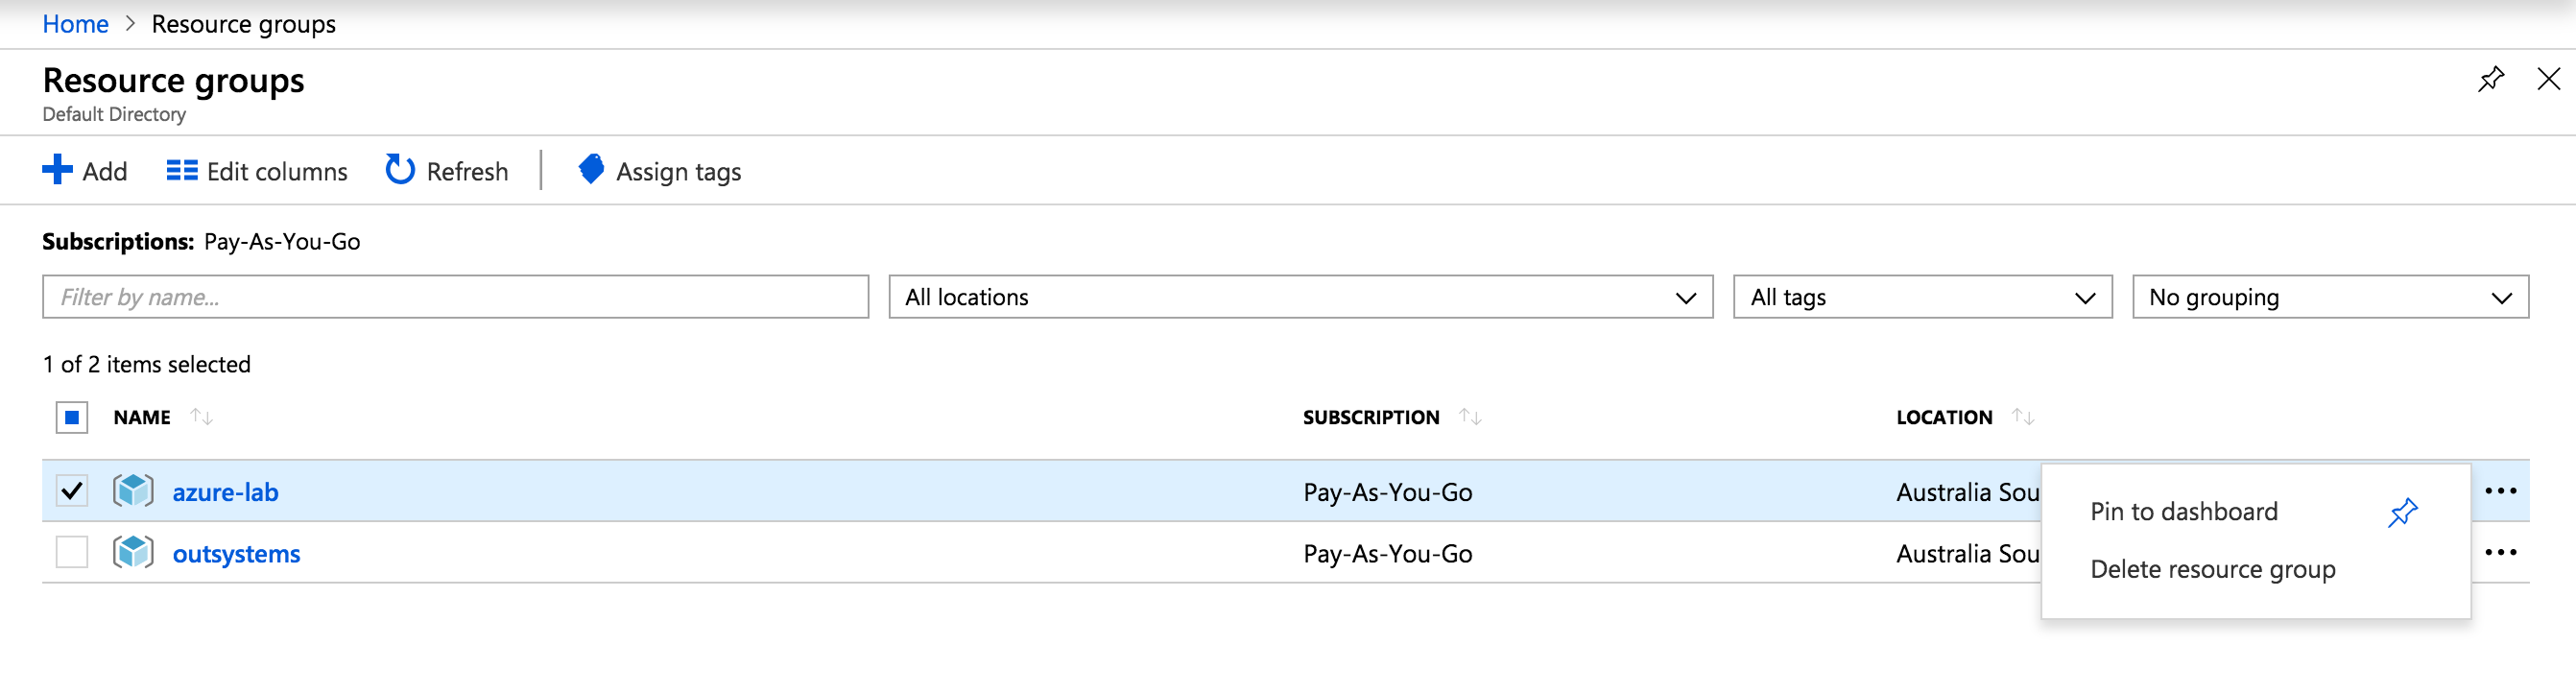 Home > Resource groups
Resource groups
Default Directory
Add Edit columns Refresh Assign tags
Subscriptions: Pay-As-You-Go
Filter by name... All locations All tags No grouping
1 of 2 items selected
NAME SUBSCRIPTION LOCATION
azure-lab Pay-As-You-Go Australia Sou
Pin to dashboard
outsystems Pay-As-You-Go Australia Sou
Delete resource group